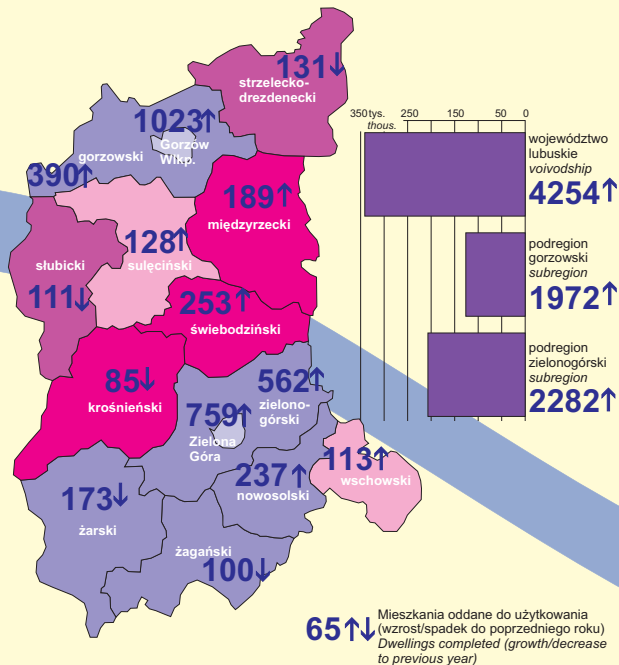 131↓
strzelecko-
drezdenecki
1023↑
Gorzów
Wlkp.
gorzowski
390↑
189↑
międzyrzecki
128↑
sulęciński
słubicki
111↓
253↑
świebodziński
85↓
krośnieński
562↑
zielono-
górski
759↑
Zielona
Góra
113↑
wschowski
237↑
nowosolski
173↓
żarski
żagański
100↓
350 tys. 250 150 50 0
thous.
województwo
lubuskie
voivodship
4254↑
podregion
gorzowski
subregion
1972↑
podregion
zielonogórski
subregion
2282↑
65↑↓
Mieszkania oddane do użytkowania
(wzrost/spadek do poprzedniego roku)
Dwellings completed (growth/decrease
to previous year)